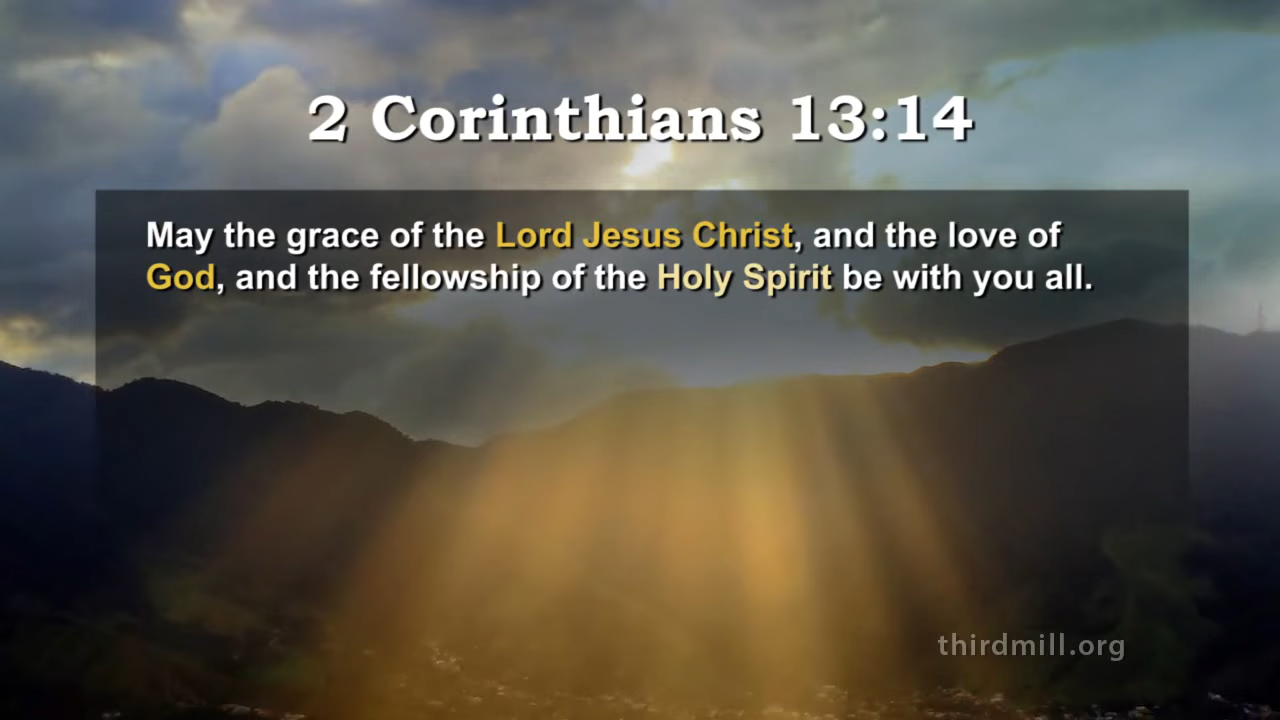 2 Corinthians 13:14
May the grace of the Lord Jesus Christ, and the love of
God, and the fellowship of the Holy Spirit be with you all.
thirdmill.org